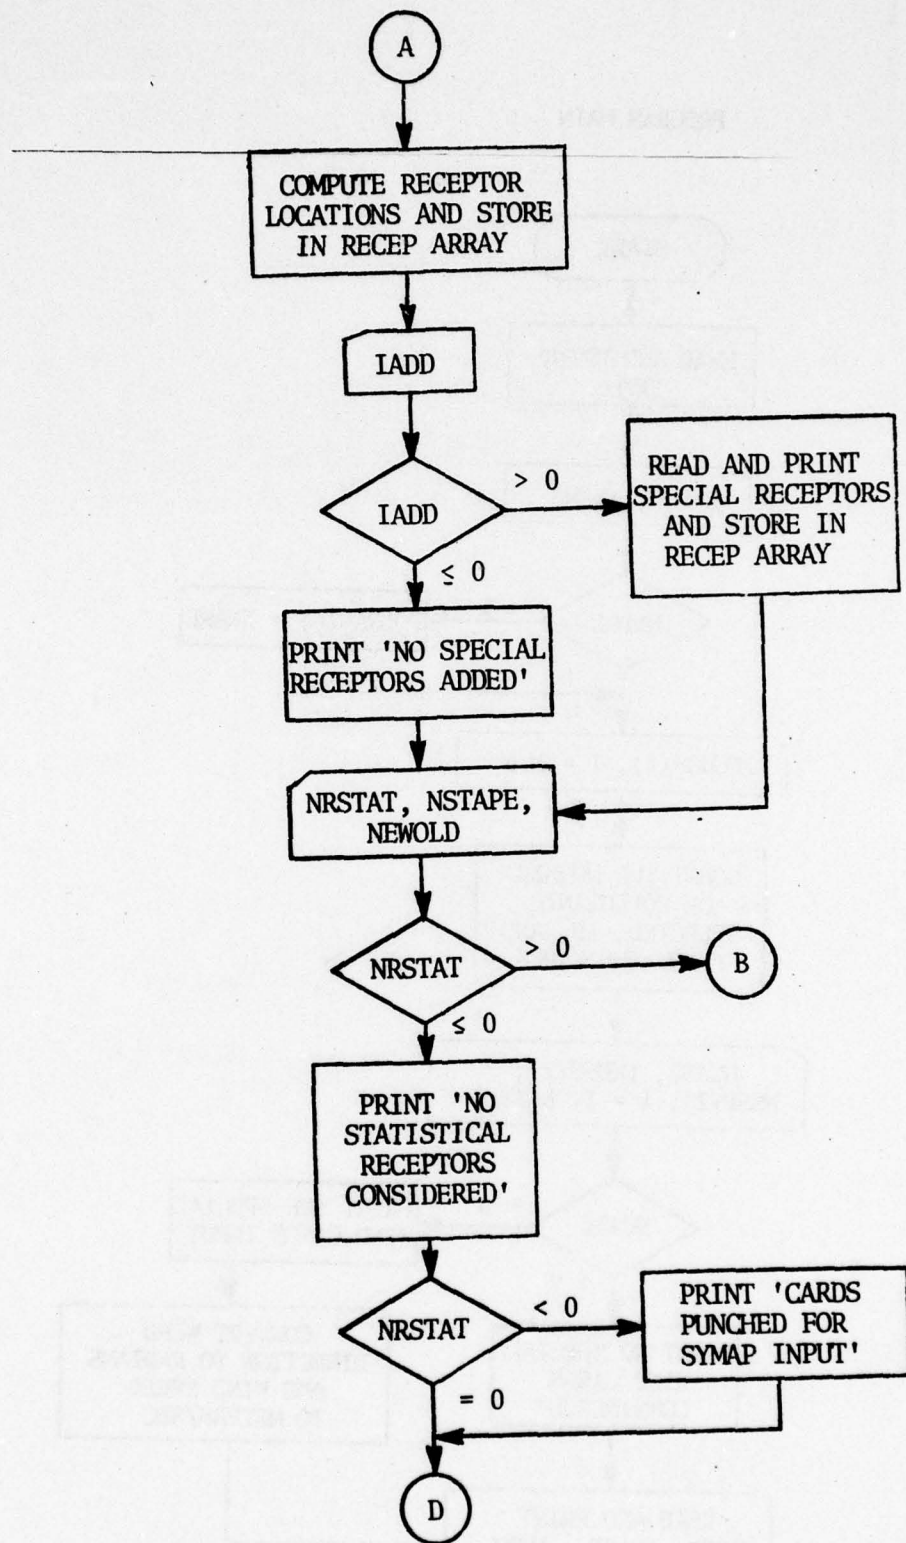 A
COMPUTE RECEPTOR
LOCATIONS AND STORE
IN RECEP ARRAY
IADD
IADD
> 0
READ AND PRINT
SPECIAL RECEPTORS
AND STORE IN
RECEP ARRAY
≤ 0
PRINT 'NO SPECIAL
RECEPTORS ADDED'
NRSTAT, NSTAPE,
NEWOLD
NRSTAT
> 0
B
≤ 0
PRINT 'NO
STATISTICAL
RECEPTORS
CONSIDERED'
NRSTAT
< 0
PRINT 'CARDS
PUNCHED FOR
SYMAP INPUT'
= 0
D